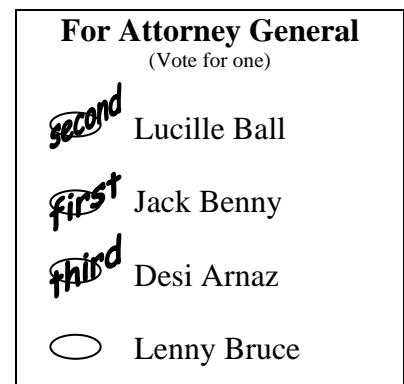 For Attorney General
(Vote for one)
second Lucille Ball
first Jack Benny
third Desi Arnaz
Lenny Bruce